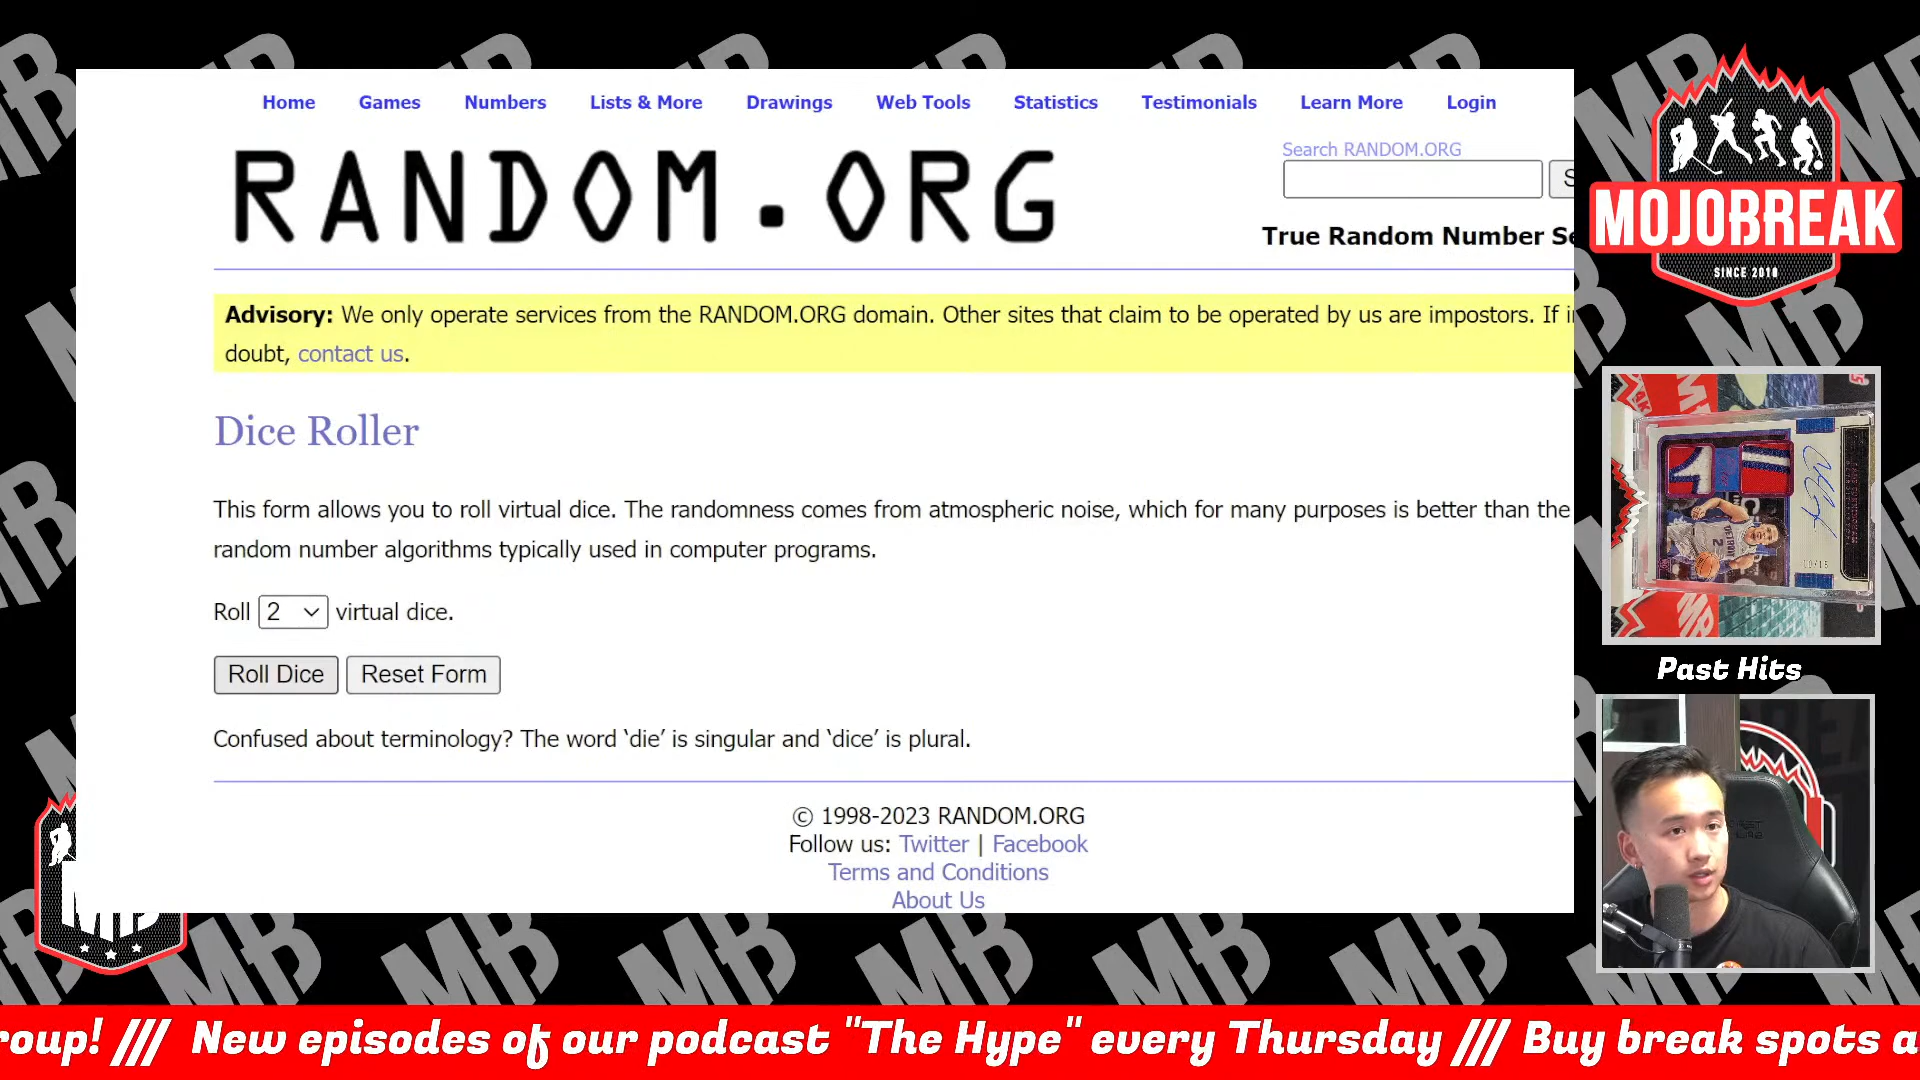 Home Games Numbers Lists & More Drawings Web Tools Statistics Testimonials Learn More Login
RANDOM.ORG
Search RANDOM.ORG
True Random Number Se
Advisory: We only operate services from the RANDOM.ORG domain. Other sites that claim to be operated by us are impostors. If in
doubt, contact us.
Dice Roller
This form allows you to roll virtual dice. The randomness comes from atmospheric noise, which for many purposes is better than the
random number algorithms typically used in computer programs.
Roll 2 virtual dice.
Roll Dice Reset Form
Confused about terminology? The word ‘die’ is singular and ‘dice’ is plural.
© 1998-2023 RANDOM.ORG
Follow us: Twitter | Facebook
Terms and Conditions
About Us
MOJOBREAK
SINCE 2010
Past Hits
MB
roup! /// New episodes of our podcast "The Hype" every Thursday /// Buy break spots a